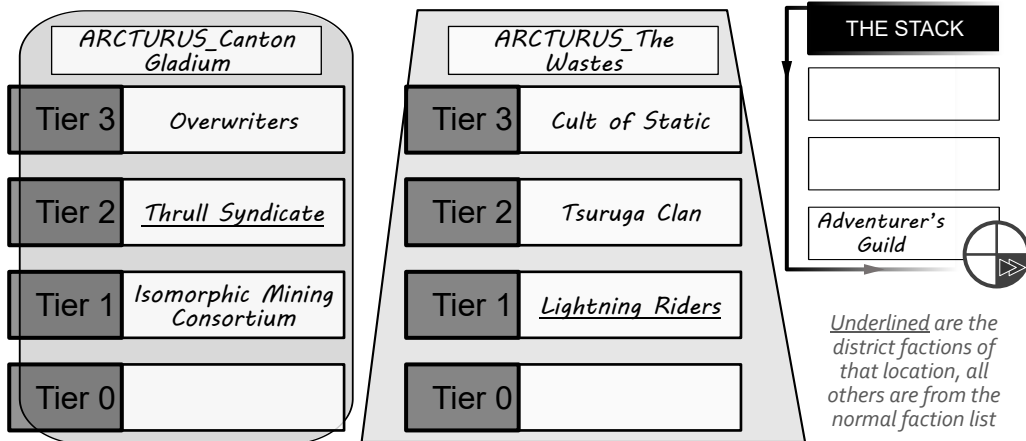 ARCTURUS_Canton
Gladium
Tier 3
Overwriters
Tier 2
Thrull Syndicate
Tier 1
Isomorphic Mining
Consortium
Tier 0
ARCTURUS_The
Wastes
Tier 3
Cult of Static
Tier 2
Tsuruga Clan
Tier 1
Lightning Riders
Tier 0
THE STACK
Adventurer's
Guild
Underlined are the
district factions of
that location, all
others are from the
normal faction list